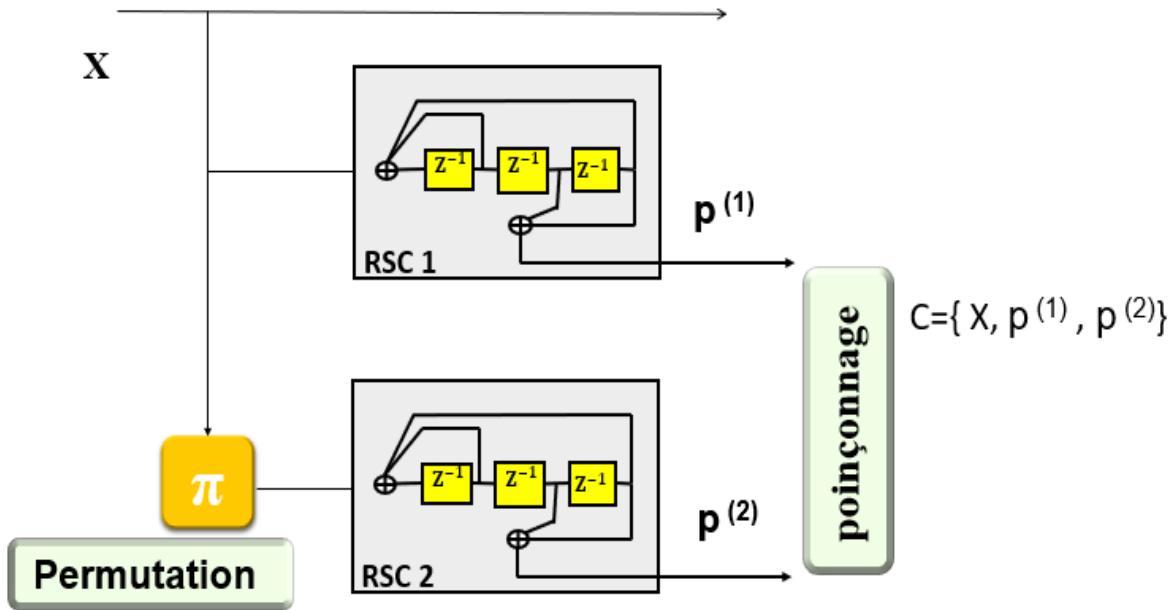 X
Z⁻¹ Z⁻¹ Z⁻¹
p⁽¹⁾
RSC 1
C={ X, p⁽¹⁾ , p⁽²⁾}
poinçonnage
π
Z⁻¹ Z⁻¹ Z⁻¹
p⁽²⁾
RSC 2
Permutation